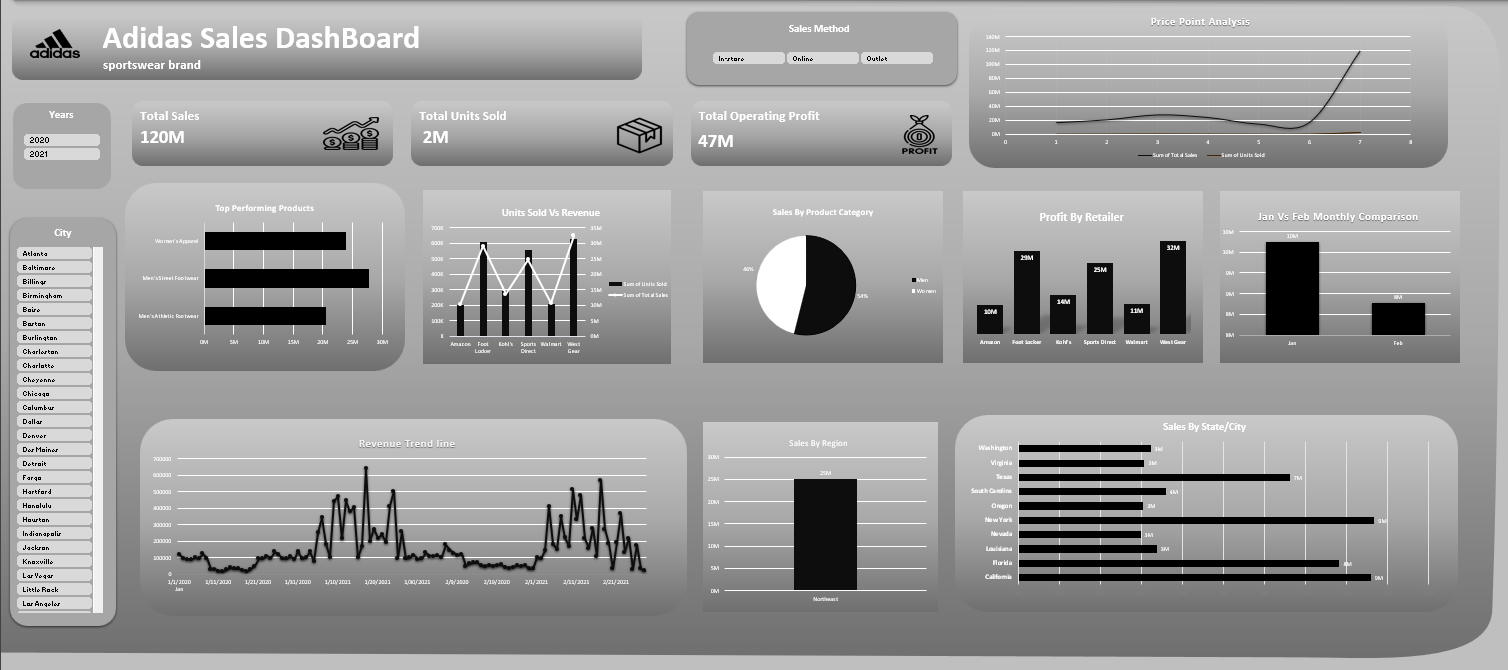 adidas
Adidas Sales DashBoard
sportswear brand
Sales Method
In-store
Online
Outlet
Price Point Analysis
140M
120M
100M
80M
60M
40M
20M
0M
0 1 2 3 4 5 6 7 8
Sum of Total Sales Sum of Units Sold
Years
2020
2021
Total Sales
120M
Total Units Sold
2M
Total Operating Profit
47M
PROFIT
City
Atlanta
Baltimore
Billings
Birmingham
Boise
Boston
Burlington
Charleston
Charlotte
Cheyenne
Chicago
Columbus
Dallas
Denver
Des Moines
Detroit
Fargo
Hartford
Honolulu
Houston
Indianapolis
Jackson
Knoxville
Las Vegas
Little Rock
Los Angeles
Top Performing Products
Women's Apparel
Men's Street Footwear
Men's Athletic Footwear
0M 5M 10M 15M 20M 25M 30M
Units Sold Vs Revenue
700K
600K
500K
400K
300K
200K
100K
0
35M
30M
25M
20M
15M
10M
5M
0M
Amazon Foot Locker Kohl's Sports Direct Walmart West Gear
Sum of Units Sold
Sum of Total Sales
Sales By Product Category
46%
54%
Men
Women
Profit By Retailer
10M
29M
14M
25M
11M
32M
Amazon Foot Locker Kohl's Sports Direct Walmart West Gear
Jan Vs Feb Monthly Comparison
10M
10M
9M
9M
8M
8M
10M
8M
Jan Feb
Revenue Trend line
700000
600000
500000
400000
300000
200000
100000
0
1/1/2020 1/11/2020 1/21/2020 1/31/2020 1/10/2021 1/20/2021 1/30/2021 2/9/2020 2/19/2020 2/1/2021 2/11/2021 2/21/2021
Jan
Sales By Region
30M
25M
20M
15M
10M
5M
0M
25M
Northeast
Sales By State/City
Washington 3M
Virginia 3M
Texas 7M
South Carolina 4M
Oregon 3M
New York 9M
Nevada 3M
Louisiana 3M
Florida 8M
California 9M